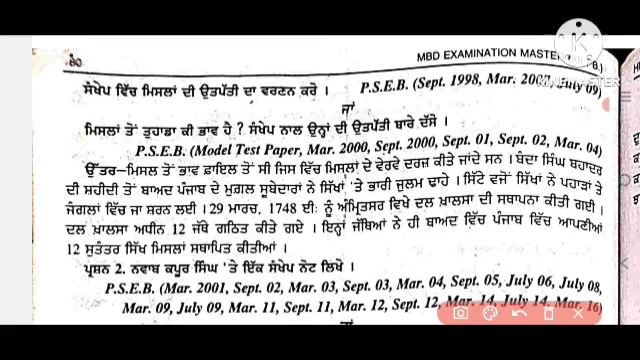 ੪੦ MBD EXAMINATION MASTER
ਸੰਖੇਪ ਵਿੱਚ ਮਿਸਲਾਂ ਦੀ ਉਤਪੱਤੀ ਦਾ ਵਰਣਨ ਕਰੋ । P.S.E.B. (Sept. 1998, Mar. July 09)
ਜਾਂ
ਮਿਸਲਾਂ ਤੋਂ ਤੁਹਾਡਾ ਕੀ ਭਾਵ ਹੈ ? ਸੰਖੇਪ ਨਾਲ ਉਨ੍ਹਾਂ ਦੀ ਉਤਪੱਤੀ ਬਾਰੇ ਦੱਸੋ ।
P.S.E.B. (Model Test Paper, Mar. 2000, Sept. 2000, Sept. 01, Sept. 02, Mar. 04)
ਉੱਤਰ–ਮਿਸਲ ਤੋਂ ਭਾਵ ਫ਼ਾਇਲ ਤੋਂ ਸੀ ਜਿਸ ਵਿੱਚ ਮਿਸਲਾਂ ਦੇ ਵੇਰਵੇ ਦਰਜ਼ ਕੀਤੇ ਜਾਂਦੇ ਸਨ । ਬੰਦਾ ਸਿੰਘ ਬਹਾਦਰ
ਦੀ ਸ਼ਹੀਦੀ ਤੋਂ ਬਾਅਦ ਪੰਜਾਬ ਦੇ ਮੁਗ਼ਲ ਸੂਬੇਦਾਰਾਂ ਨੇ ਸਿੱਖਾਂ 'ਤੇ ਭਾਰੀ ਜ਼ੁਲਮ ਢਾਹੇ । ਸਿੱਟੇ ਵਜੋਂ ਸਿੱਖਾਂ ਨੇ ਪਹਾੜਾਂ ਤੇ
ਜੰਗਲਾਂ ਵਿੱਚ ਜਾ ਸ਼ਰਨ ਲਈ । 29 ਮਾਰਚ, 1748 ਈ: ਨੂੰ ਅੰਮ੍ਰਿਤਸਰ ਵਿਖੇ ਦਲ ਖ਼ਾਲਸਾ ਦੀ ਸਥਾਪਨਾ ਕੀਤੀ ਗਈ ।
ਦਲ ਖ਼ਾਲਸਾ ਅਧੀਨ 12 ਜੱਥੇ ਗਠਿਤ ਕੀਤੇ ਗਏ । ਇਨ੍ਹਾਂ ਜੱਥਿਆਂ ਨੇ ਹੀ ਬਾਅਦ ਵਿੱਚ ਪੰਜਾਬ ਵਿੱਚ ਆਪਣੀਆਂ
12 ਸੁਤੰਤਰ ਸਿੱਖ ਮਿਸਲਾਂ ਸਥਾਪਿਤ ਕੀਤੀਆਂ ।
ਪ੍ਰਸ਼ਨ 2. ਨਵਾਬ ਕਪੂਰ ਸਿੰਘ 'ਤੇ ਇੱਕ ਸੰਖੇਪ ਨੋਟ ਲਿਖੋ ।
P.S.E.B. (Mar. 2001, Sept. 02, Mar. 03, Sept. 03, Mar. 04, Sept. 05, July 06, July 08,
Mar. 09, July 09, Mar. 11, Sept. 11, Mar. 12, Sept. 12, Mar. 14, July 14, Mar. 16)